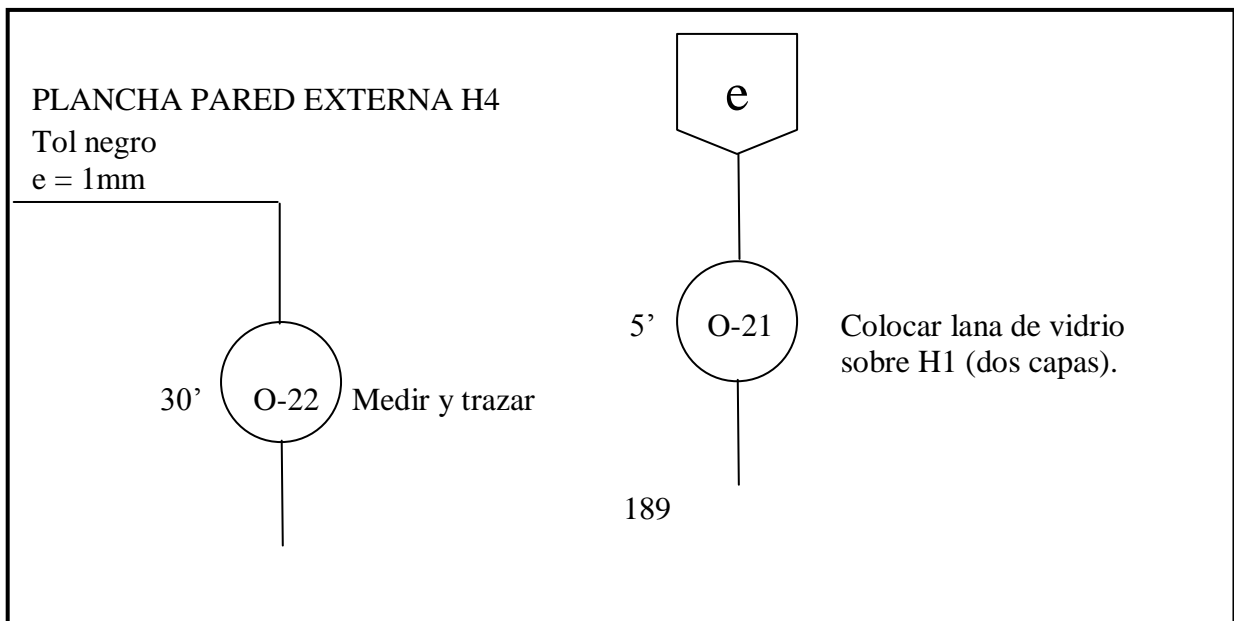 PLANCHA PARED EXTERNA H4
Tol negro
e = 1mm
30’
O-22
Medir y trazar
e
5’
O-21
Colocar lana de vidrio
sobre H1 (dos capas).
189